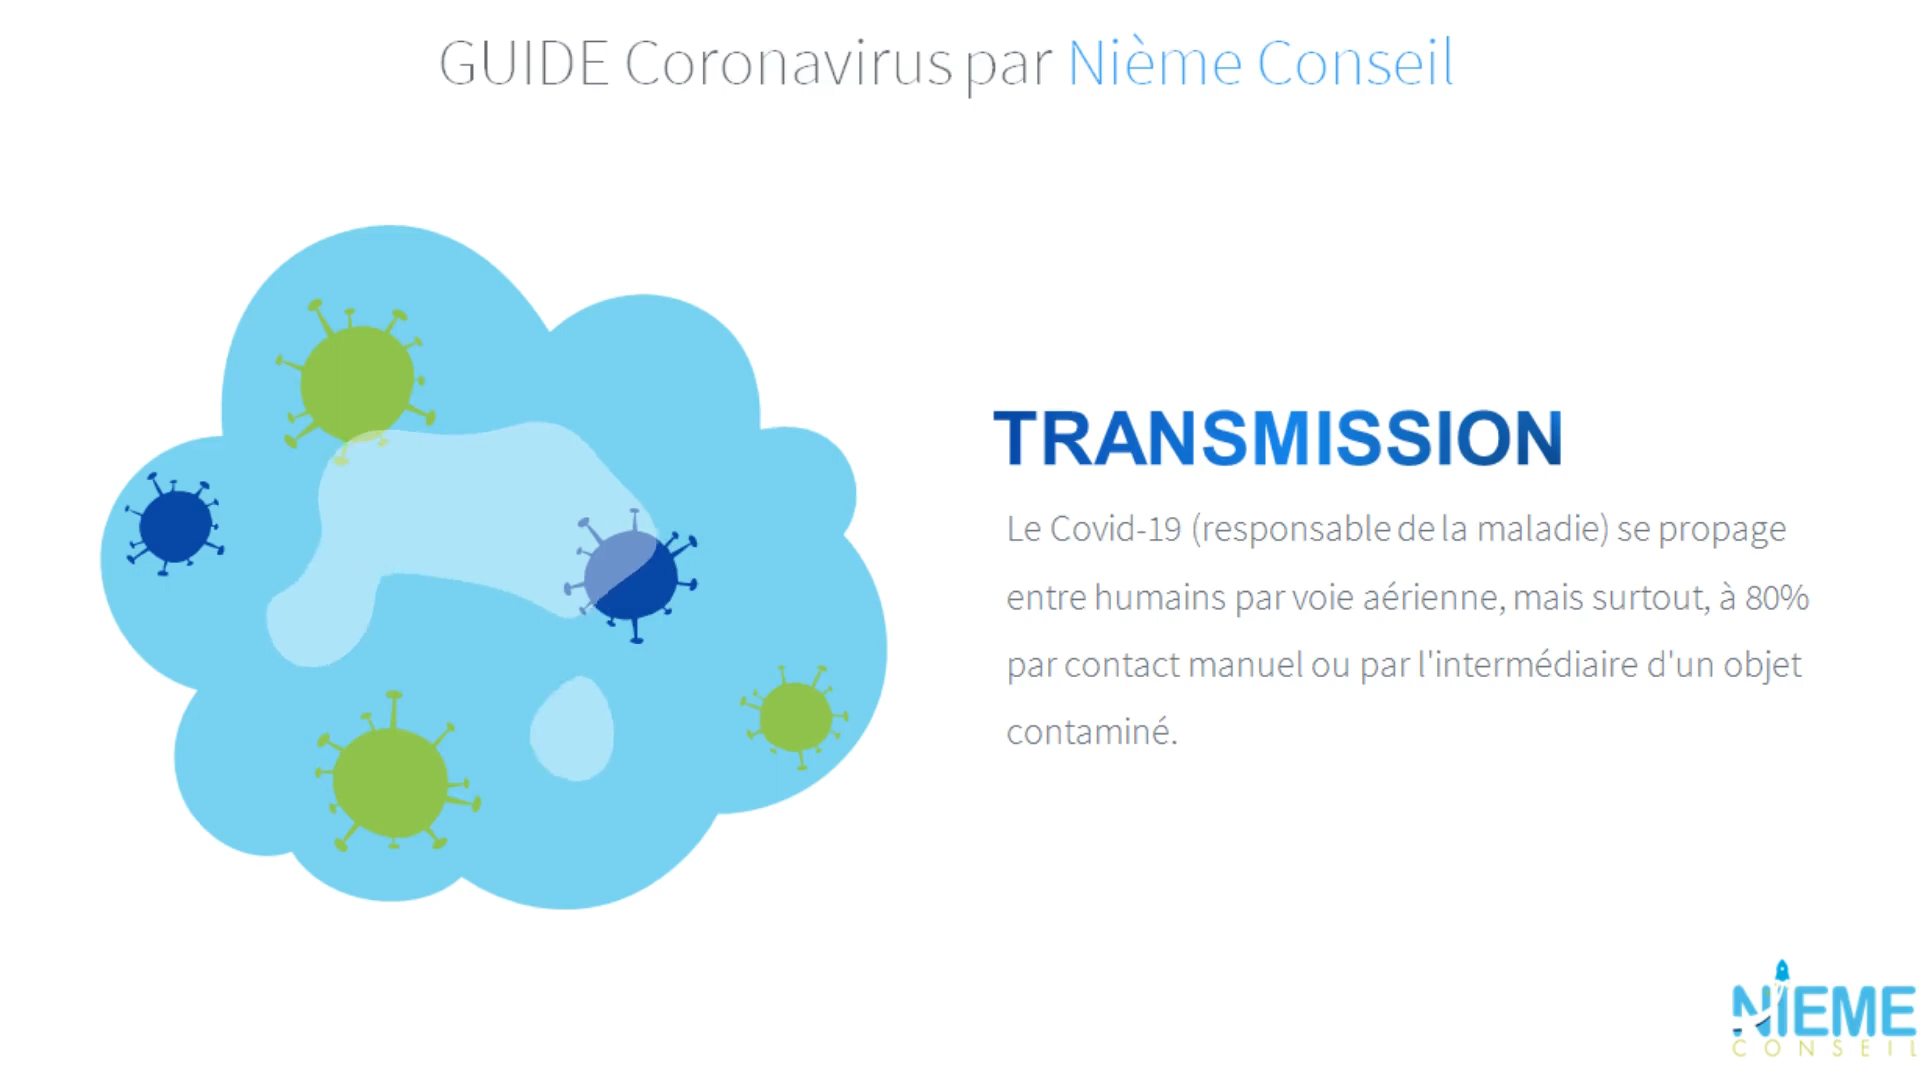 GUIDE Coronavirus par Nième Conseil
TRANSMISSION
Le Covid-19 (responsable de la maladie) se propage
entre humains par voie aérienne, mais surtout, à 80%
par contact manuel ou par l'intermédiaire d'un objet
contaminé.
NIEME
CONSEIL